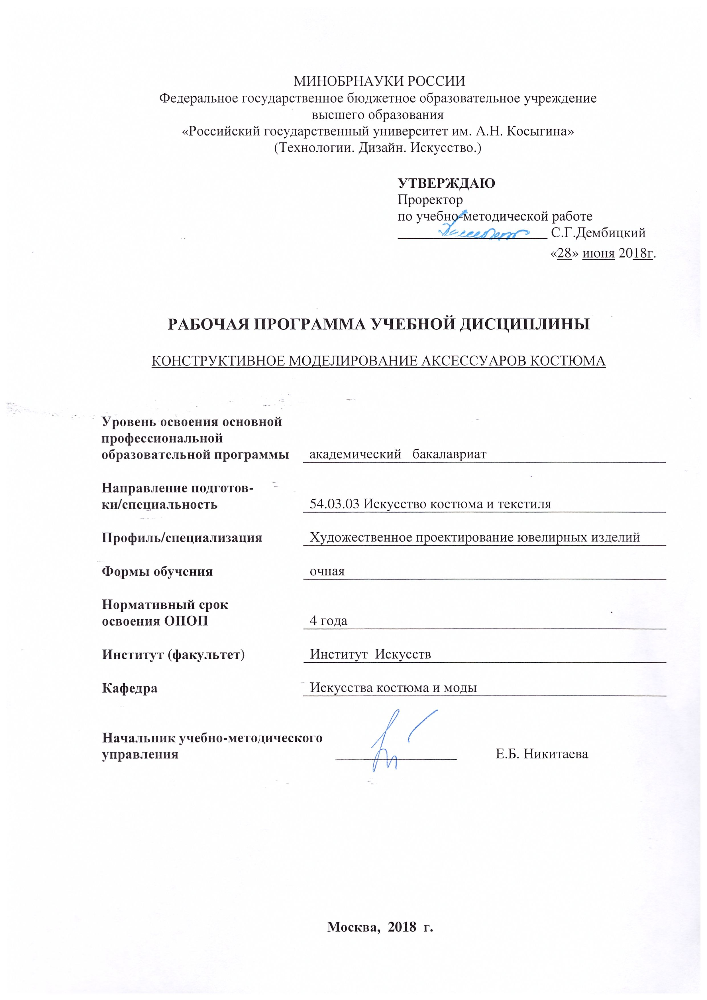 МИНОБРНАУКИ РОССИИ
Федеральное государственное бюджетное образовательное учреждение
высшего образования
«Российский государственный университет им. А.Н. Косыгина»
(Технологии. Дизайн. Искусство.)
УТВЕРЖДАЮ
Проректор
по учебно-методической работе
С.Г.Дембицкий
«28» июня 2018г.
РАБОЧАЯ ПРОГРАММА УЧЕБНОЙ ДИСЦИПЛИНЫ
КОНСТРУКТИВНОЕ МОДЕЛИРОВАНИЕ АКСЕССУАРОВ КОСТЮМА
Уровень освоения основной
профессиональной
образовательной программы академический бакалавриат
Направление подготов-
ки/специальность 54.03.03 Искусство костюма и текстиля
Профиль/специализация Художественное проектирование ювелирных изделий
Формы обучения очная
Нормативный срок
освоения ОПОП 4 года
Институт (факультет) Институт Искусств
Кафедра Искусства костюма и моды
Начальник учебно-методического
управления Е.Б. Никитаева
Москва, 2018 г.